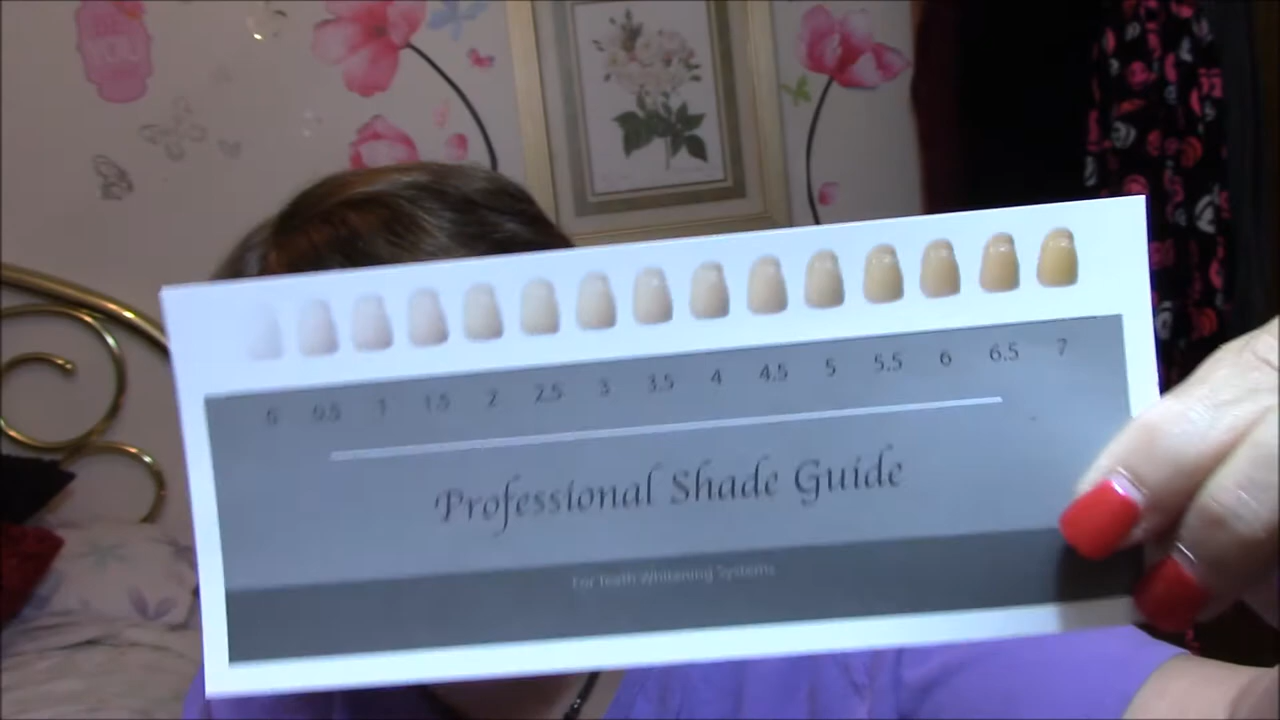 YOU
0 0.5 1 1.5 2 2.5 3 3.5 4 4.5 5 5.5 6 6.5 7
Professional Shade Guide
For Teeth Whitening Systems